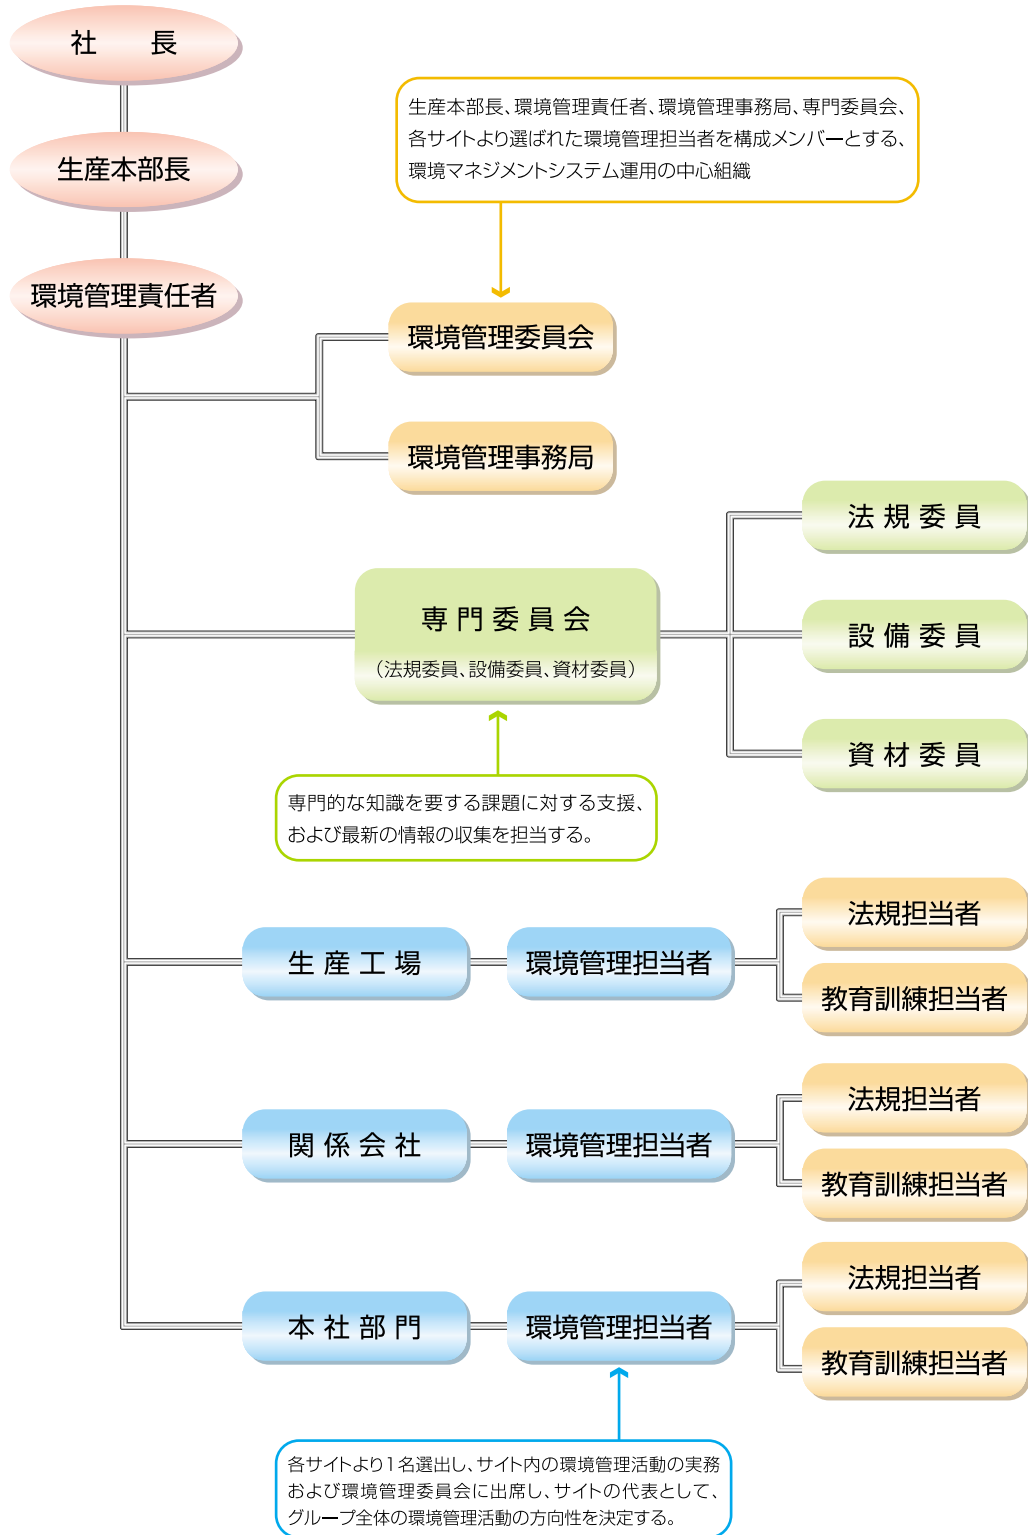 社　　長
生産本部長
環境管理責任者
生産本部長、環境管理責任者、環境管理事務局、専門委員会、
各サイトより選ばれた環境管理担当者を構成メンバーとする、
環境マネジメントシステム運用の中心組織
環境管理委員会
環境管理事務局
専門委員会
（法規委員、設備委員、資材委員）
法規委員
設備委員
資材委員
専門的な知識を要する課題に対する支援、
および最新の情報の収集を担当する。
生産工場
環境管理担当者
法規担当者
教育訓練担当者
関係会社
環境管理担当者
法規担当者
教育訓練担当者
本社部門
環境管理担当者
法規担当者
教育訓練担当者
各サイトより1名選出し、サイト内の環境管理活動の実務
および環境管理委員会に出席し、サイトの代表として、
グループ全体の環境管理活動の方向性を決定する。